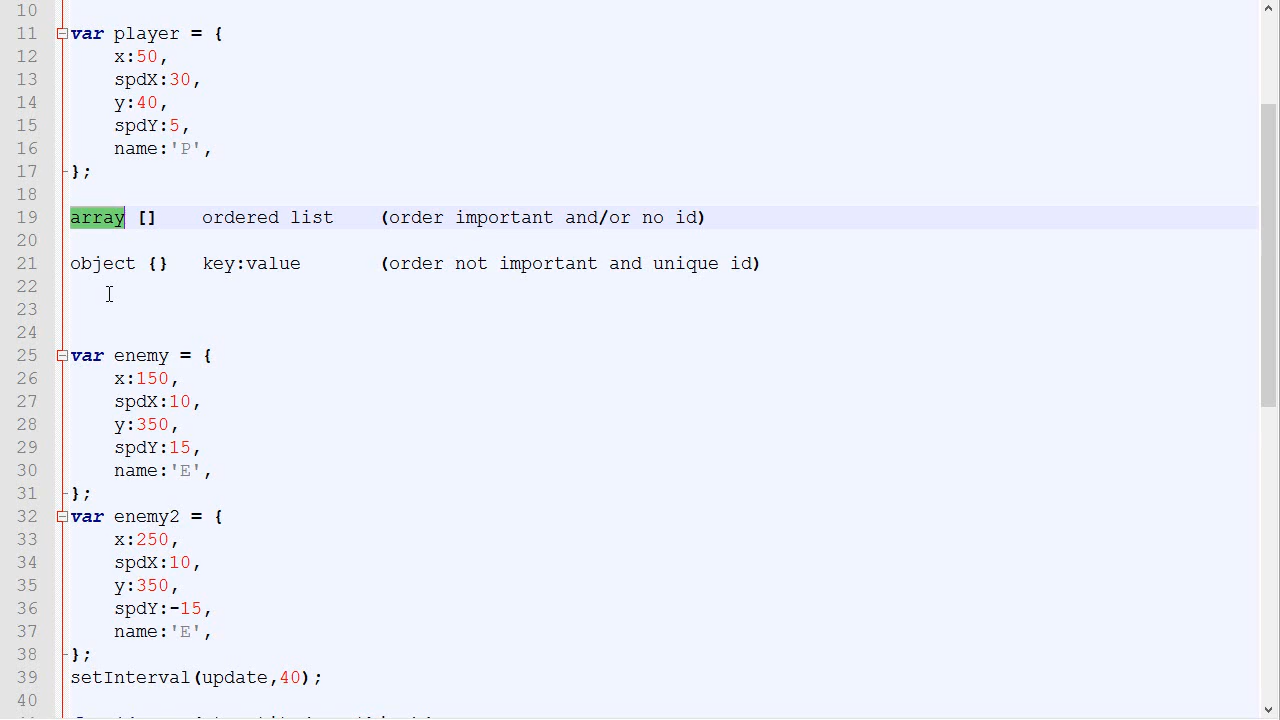 10
11 var player = {
12 x:50,
13 spdX:30,
14 y:40,
15 spdY:5,
16 name:'P',
17 };
18
19 array [] ordered list (order important and/or no id)
20
21 object {} key:value (order not important and unique id)
22
23
24
25 var enemy = {
26 x:150,
27 spdX:10,
28 y:350,
29 spdY:15,
30 name:'E',
31 };
32 var enemy2 = {
33 x:250,
34 spdX:10,
35 y:350,
36 spdY:-15,
37 name:'E',
38 };
39 setInterval(update,40);
40